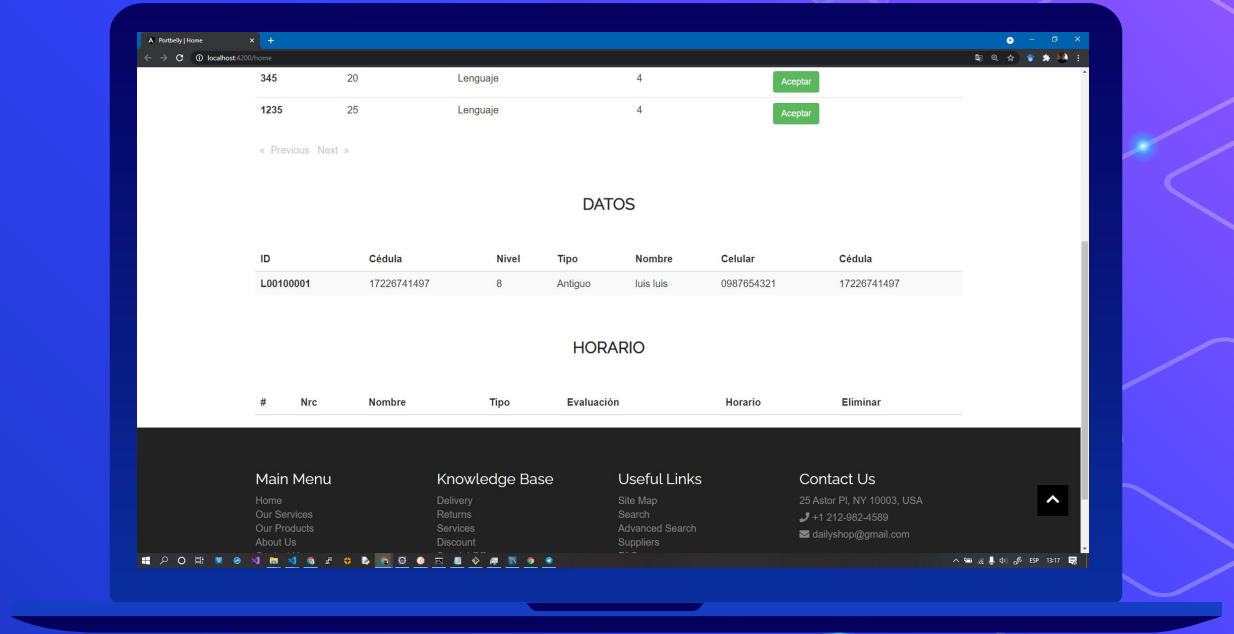 Portbelly | Home
localhost:4200/home
345 20 Lenguaje 4 Aceptar
1235 25 Lenguaje 4 Aceptar
« Previous Next »
DATOS
ID Cédula Nivel Tipo Nombre Celular Cédula
L00100001 17226741497 8 Antiguo luis luis 0987654321 17226741497
HORARIO
# Nrc Nombre Tipo Evaluación Horario Eliminar
Main Menu Knowledge Base Useful Links Contact Us
Home Delivery Site Map 25 Astor Pl, NY 10003, USA
Our Services Returns Search +1 212-982-4589
Our Products Services Advanced Search dailyshop@gmail.com
About Us Discount Suppliers
ESP 13:17